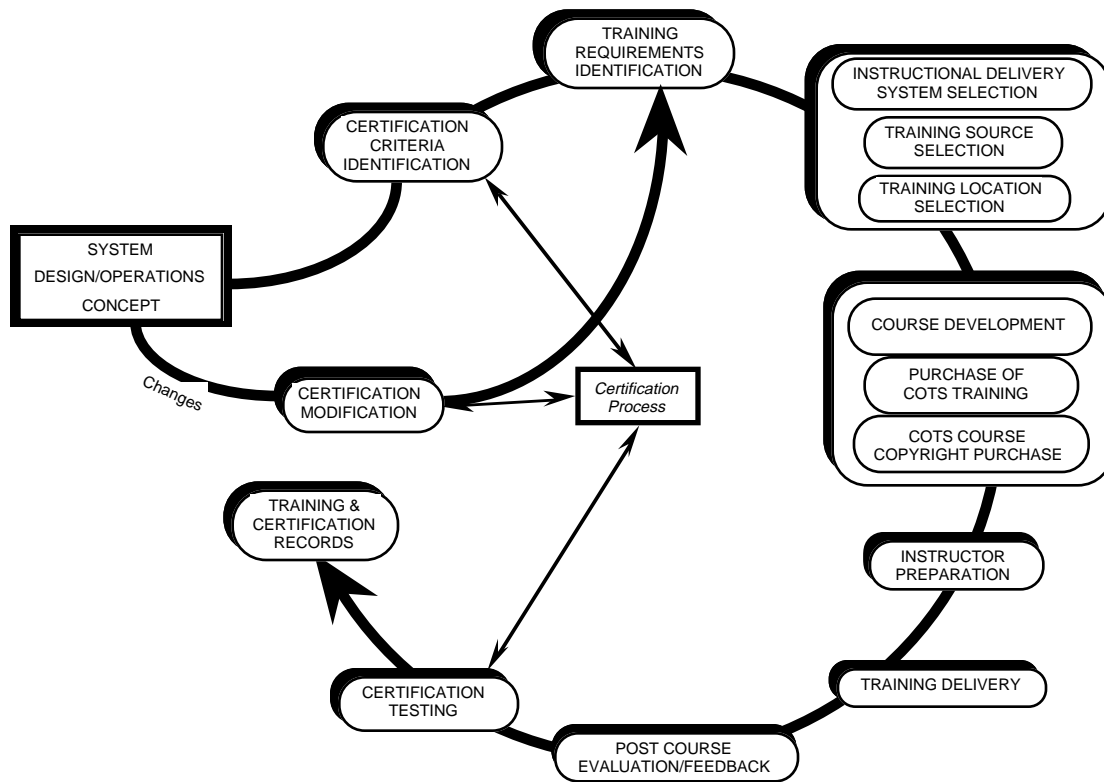 TRAINING
REQUIREMENTS
IDENTIFICATION
INSTRUCTIONAL DELIVERY
SYSTEM SELECTION
TRAINING SOURCE
SELECTION
TRAINING LOCATION
SELECTION
CERTIFICATION
CRITERIA
IDENTIFICATION
SYSTEM
DESIGN/OPERATIONS
CONCEPT
Changes
CERTIFICATION
MODIFICATION
Certification
Process
COURSE DEVELOPMENT
PURCHASE OF
COTS TRAINING
COTS COURSE
COPYRIGHT PURCHASE
TRAINING &
CERTIFICATION
RECORDS
INSTRUCTOR
PREPARATION
TRAINING DELIVERY
CERTIFICATION
TESTING
POST COURSE
EVALUATION/FEEDBACK